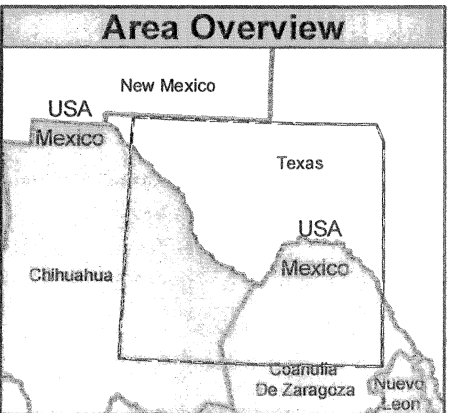 Area Overview
New Mexico
USA
Mexico
Texas
USA
Mexico
Chihuahua
Coahuila
De Zaragoza
Nuevo
Leon